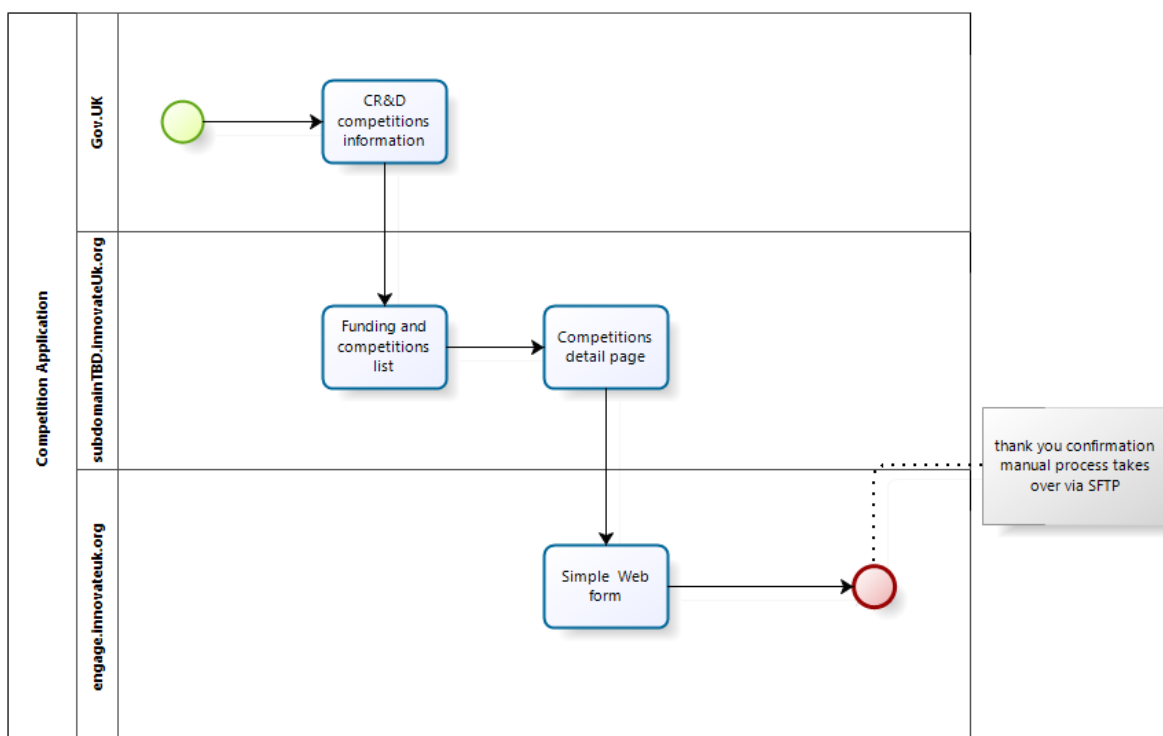 Competition Application
Gov.UK
CR&D
competitions
information
subdomainTBD.innovateUk.org
Funding and
competitions
list
Competitions
detail page
engage.innovateuk.org
Simple Web
form
thank you confirmation
manual process takes
over via SFTP